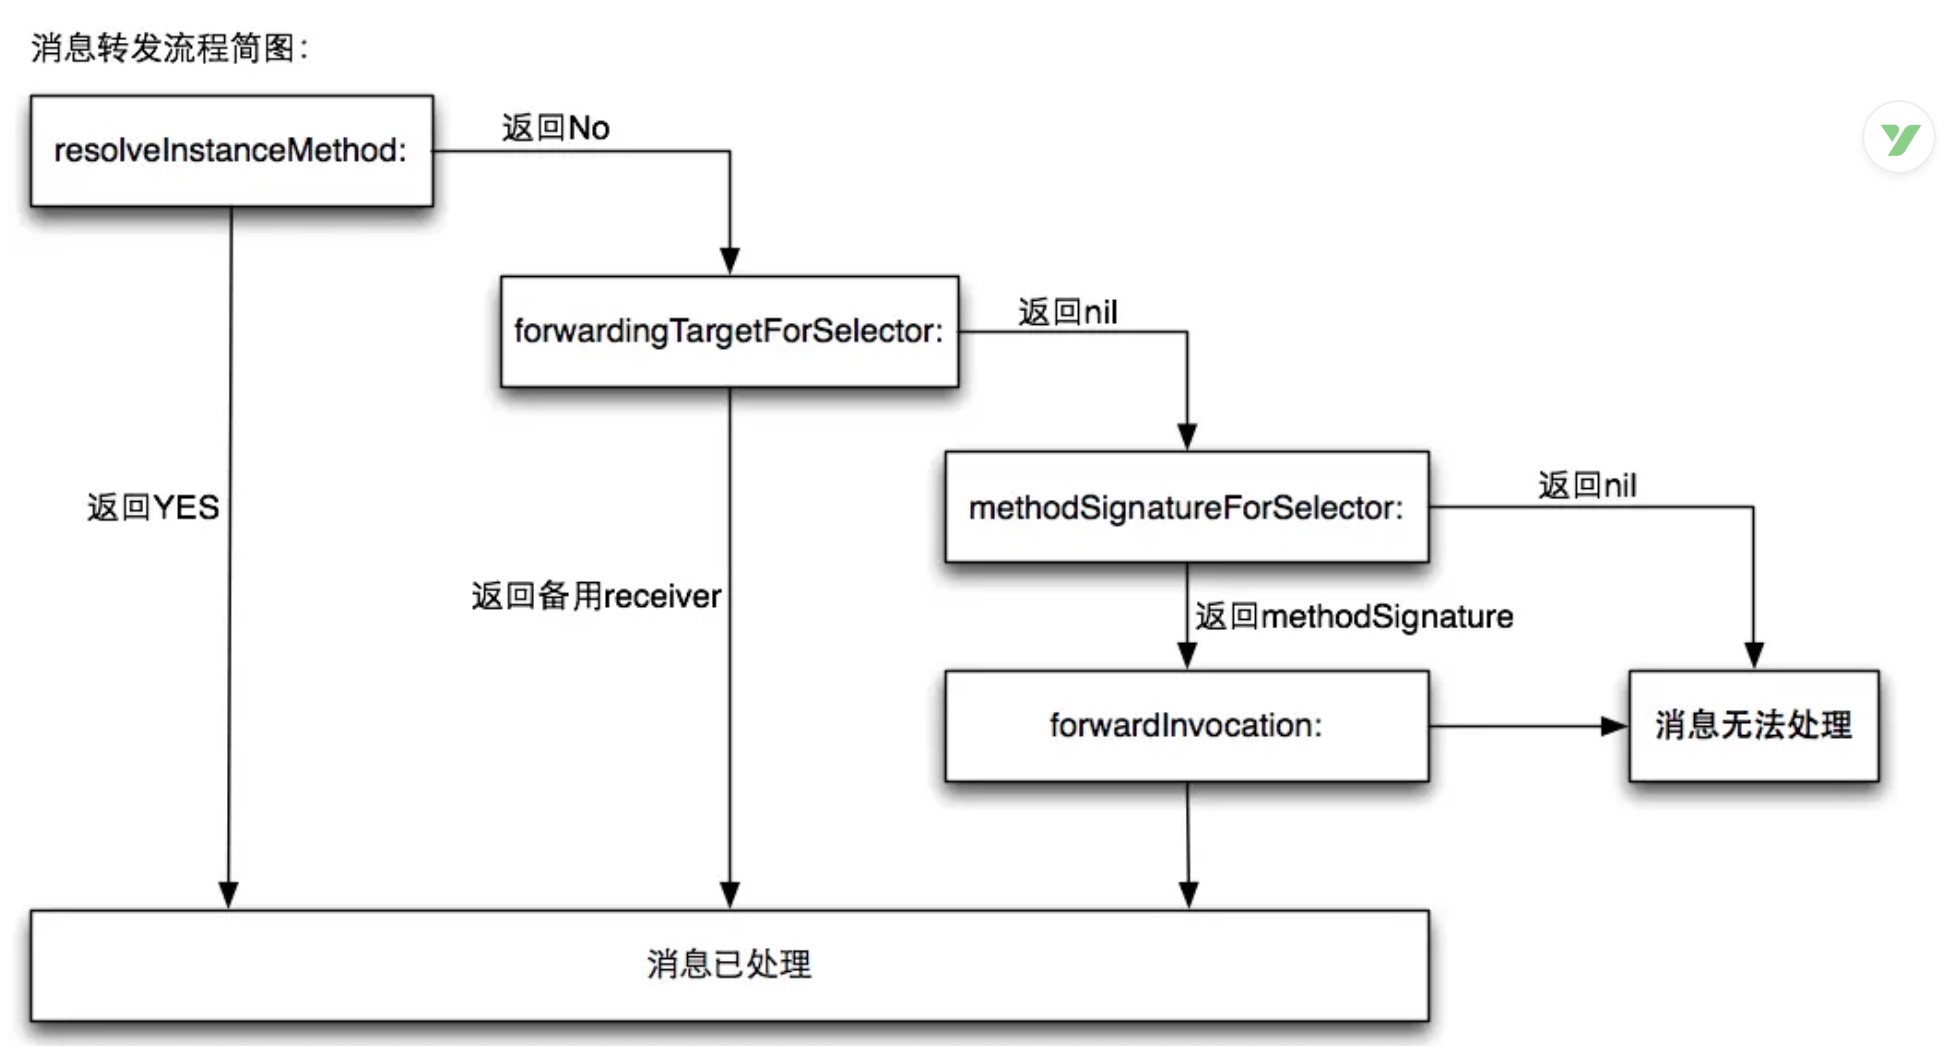 消息转发流程简图：
resolveInstanceMethod:
返回No
forwardingTargetForSelector:
返回nil
methodSignatureForSelector:
返回nil
返回YES
返回备用receiver
返回methodSignature
forwardInvocation:
消息无法处理
消息已处理